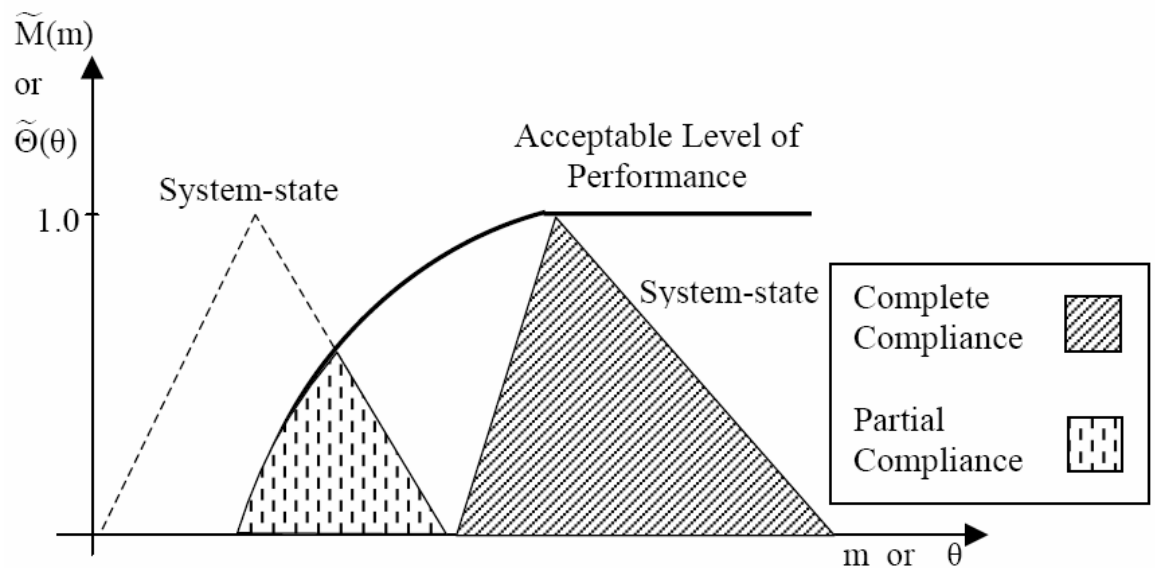 M̃(m)
or
Θ̃(θ)
Acceptable Level of
Performance
System-state
1.0
System-state
Complete
Compliance
Partial
Compliance
m or θ